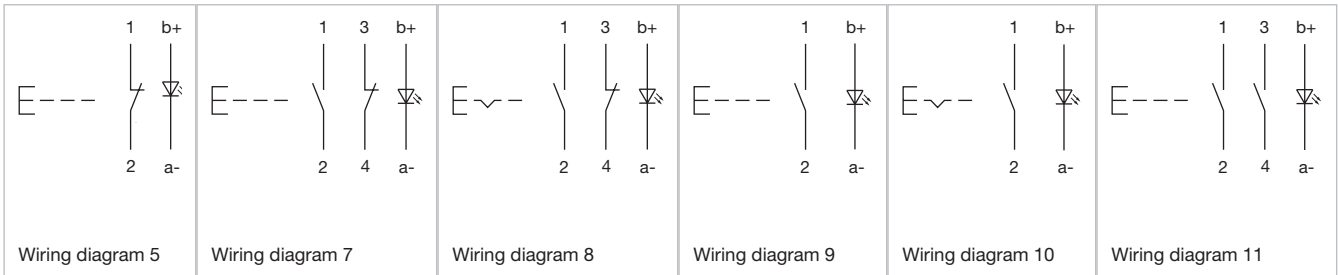 1 b+
2 a-
Wiring diagram 5
1 3 b+
2 4 a-
Wiring diagram 7
1 3 b+
2 4 a-
Wiring diagram 8
1 b+
2 a-
Wiring diagram 9
1 b+
2 a-
Wiring diagram 10
1 3 b+
2 4 a-
Wiring diagram 11